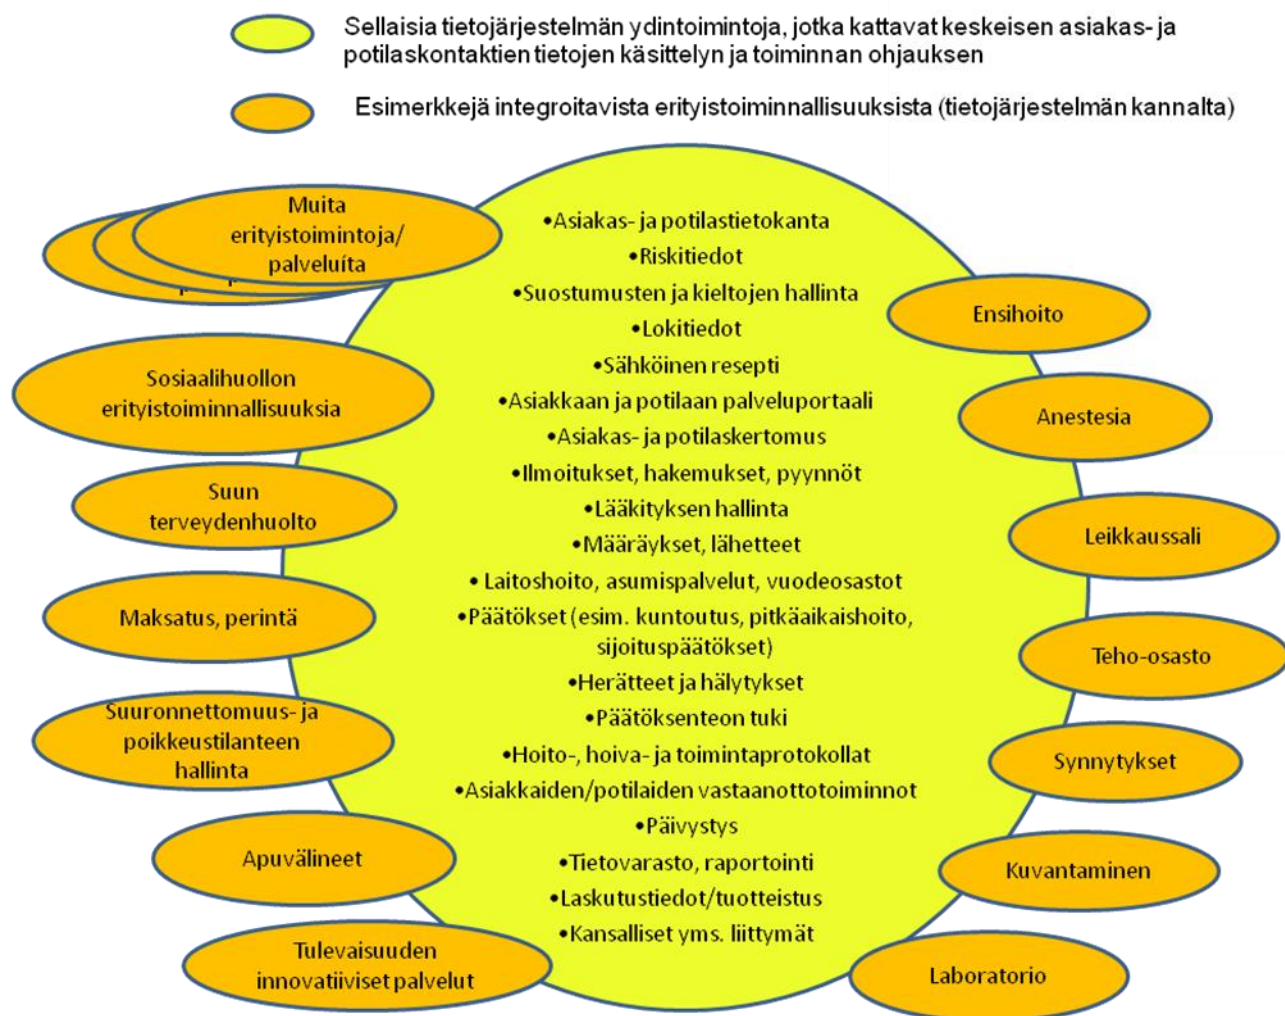 Sellaisia tietojärjestelmän ydintoimintoja, jotka kattavat keskeisen asiakas- ja
potilaskontaktien tietojen käsittelyn ja toiminnan ohjauksen
Esimerkkejä integroitavista erityistoiminnallisuuksista (tietojärjestelmän kannalta)
Muita
erityistoimintoja/
palveluita
Sosiaalihuollon
erityistoiminnallisuuksia
Suun
terveydenhuolto
Maksatus, perintä
Suuronnettomuus- ja
poikkeustilanteen
hallinta
Apuvälineet
Tulevaisuuden
innovatiiviset palvelut
•Asiakas- ja potilastietokanta
•Riskitiedot
•Suostumusten ja kieltojen hallinta
•Lokitiedot
•Sähköinen resepti
•Asiakkaan ja potilaan palveluportaali
•Asiakas- ja potilaskertomus
•Ilmoitukset, hakemukset, pyynnöt
•Lääkityksen hallinta
•Määräykset, lähetteet
•Laitoshoito, asumispalvelut, vuodeosastot
•Päätökset (esim. kuntoutus, pitkäaikaishoito,
sijoituspäätökset)
•Herätteet ja hälytykset
•Päätöksenteon tuki
•Hoito-, hoiva- ja toimintaprotokollat
•Asiakkaiden/potilaiden vastaanottotoiminnot
•Päivystys
•Tietovarasto, raportointi
•Laskutustiedot/tuotteistus
•Kansalliset yms. liittymät
Ensihoito
Anestesia
Leikkaussali
Teho-osasto
Synnytykset
Kuvantaminen
Laboratorio